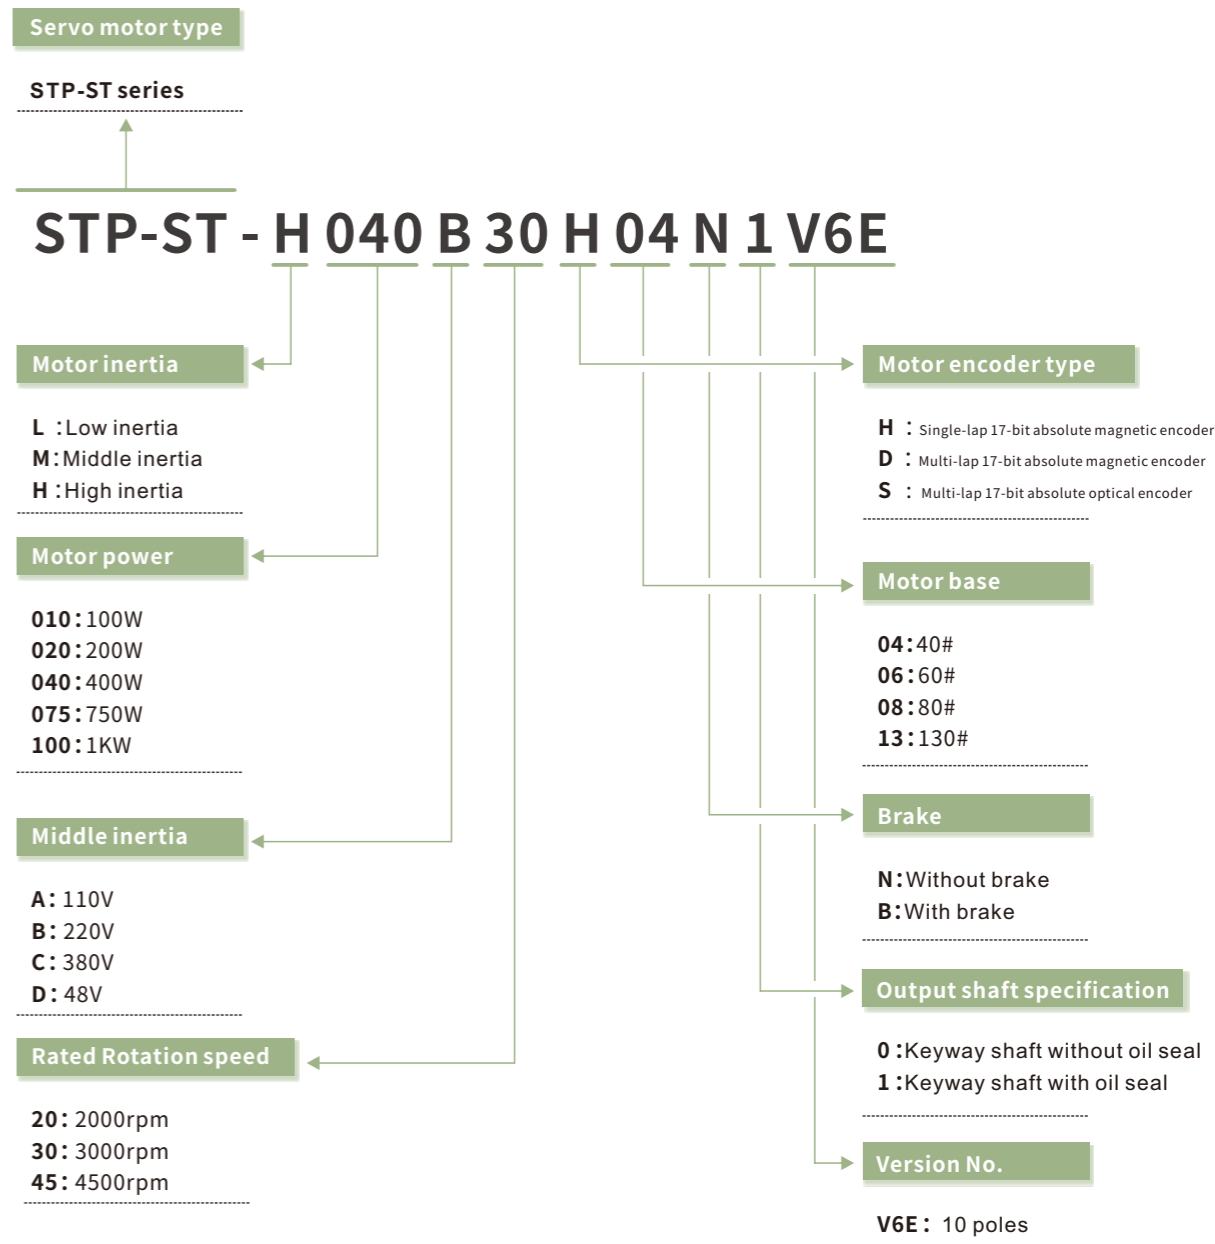 Servo motor type
STP-ST series
STP-ST - H 040 B 30 H 04 N 1 V6E
Motor inertia
L :Low inertia
M:Middle inertia
H :High inertia
Motor power
010:100W
020:200W
040:400W
075:750W
100:1KW
Middle inertia
A: 110V
B: 220V
C: 380V
D: 48V
Rated Rotation speed
20: 2000rpm
30: 3000rpm
45: 4500rpm
Motor encoder type
H : Single-lap 17-bit absolute magnetic encoder
D : Multi-lap 17-bit absolute magnetic encoder
S : Multi-lap 17-bit absolute optical encoder
Motor base
04:40#
06:60#
08:80#
13:130#
Brake
N:Without brake
B:With brake
Output shaft specification
0 :Keyway shaft without oil seal
1 :Keyway shaft with oil seal
Version No.
V6E: 10 poles